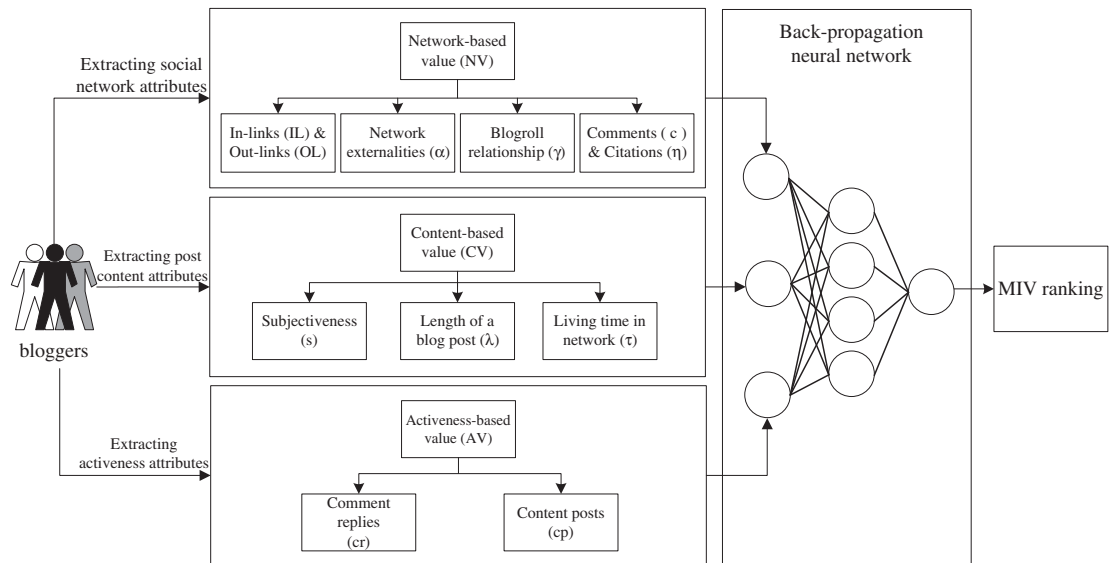 Back-propagation
neural network
Network-based
value (NV)
Extracting social
network attributes
In-links (IL) &
Out-links (OL)
Network
externalities (α)
Blogroll
relationship (γ)
Comments ( c )
& Citations (η)
Content-based
value (CV)
Extracting post
content attributes
Subjectiveness
(s)
Length of a
blog post (λ)
Living time in
network (τ)
MIV ranking
bloggers
Activeness-based
value (AV)
Extracting
activeness attributes
Comment
replies
(cr)
Content posts
(cp)